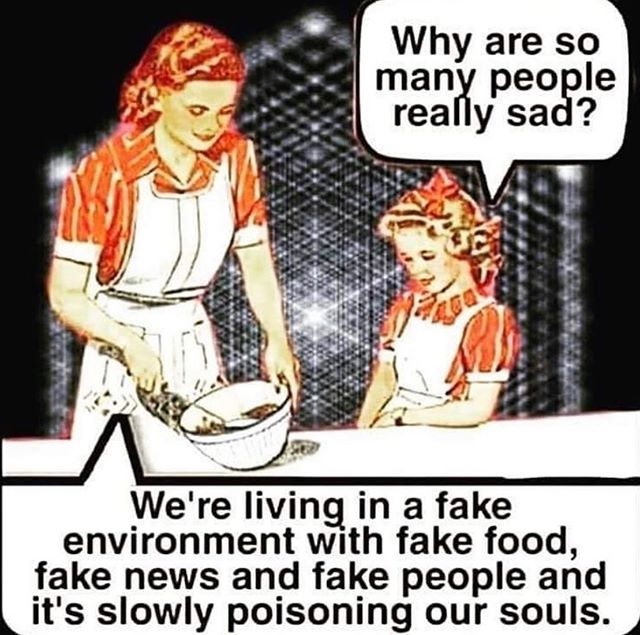 Why are so
many people
really sad?
We're living in a fake
environment with fake food,
fake news and fake people and
it's slowly poisoning our souls.